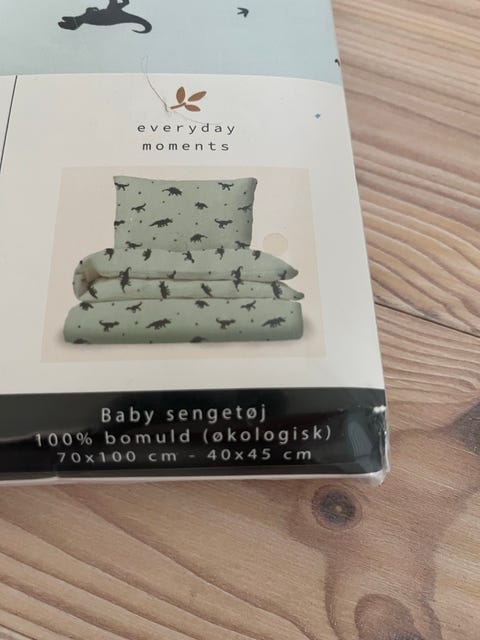 everyday
moments
Baby sengetøj
100% bomuld (økologisk)
70x100 cm - 40x45 cm